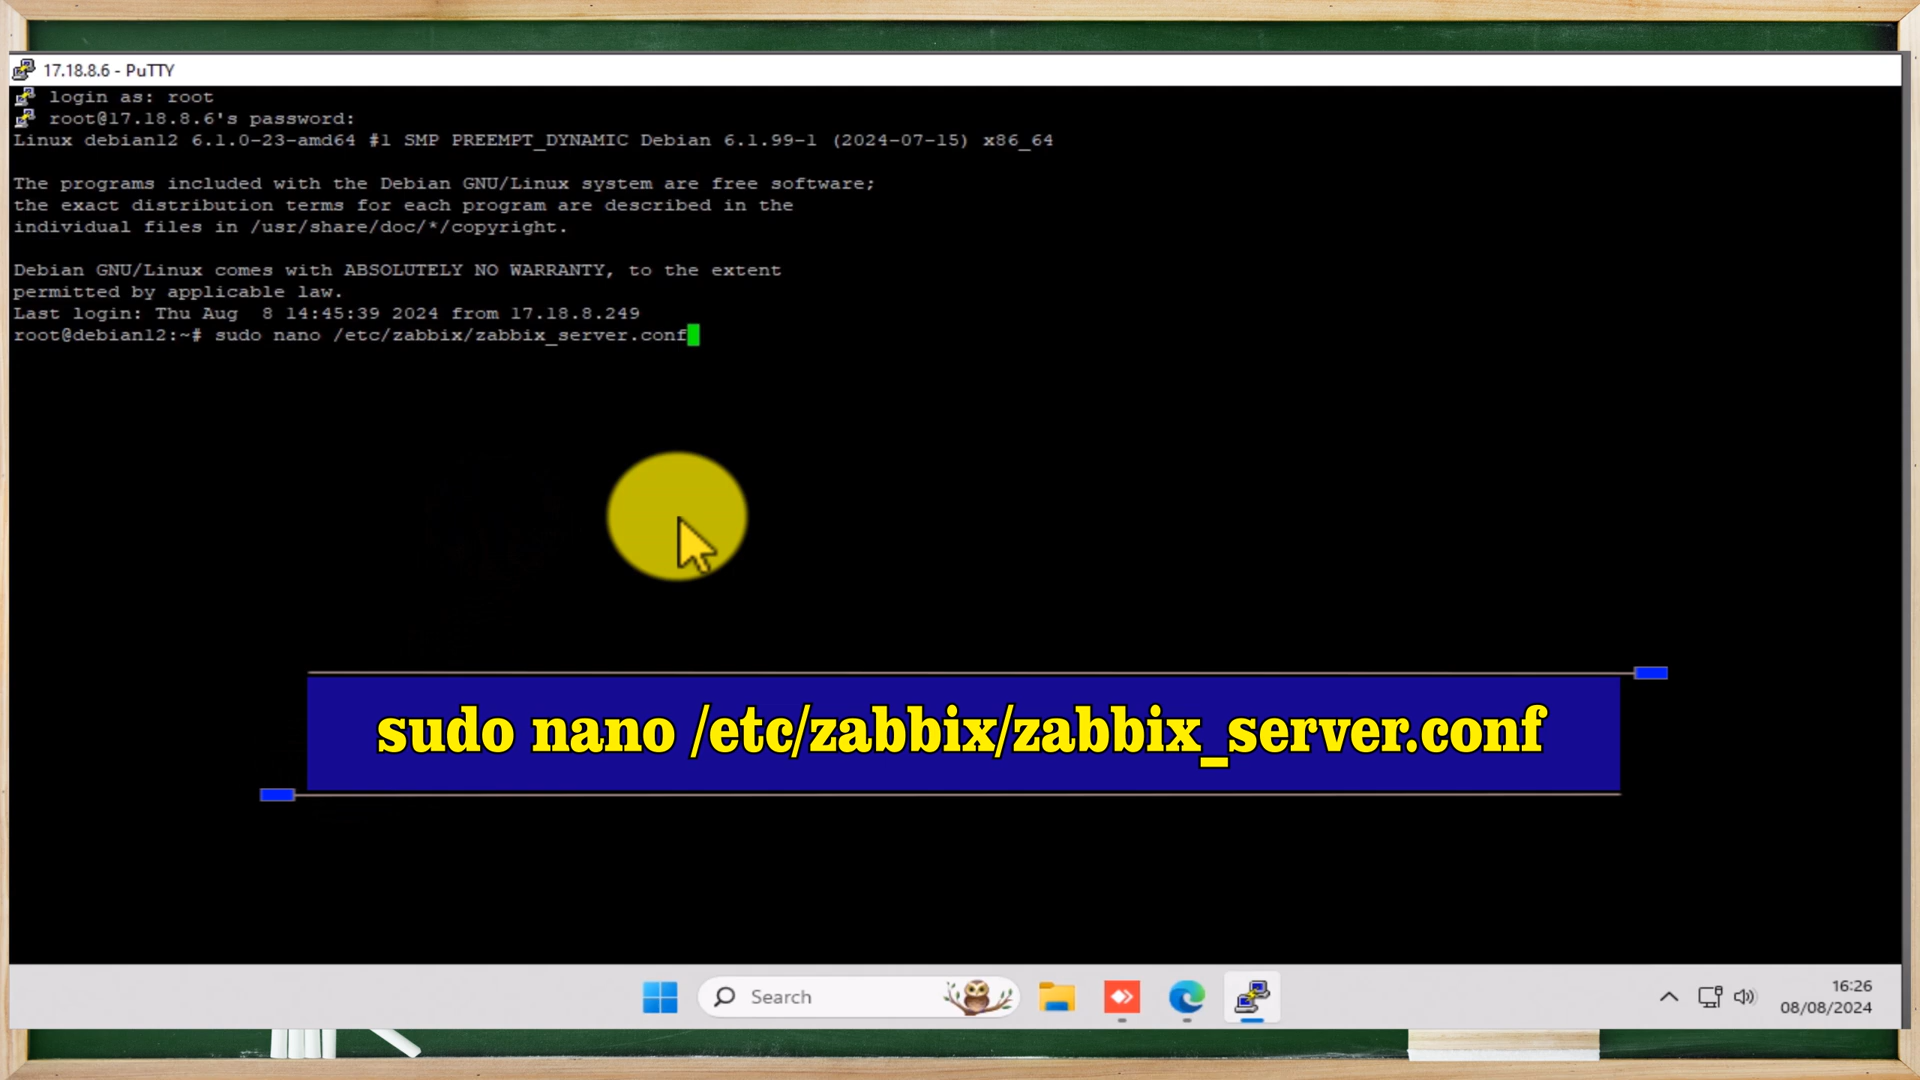 17.18.8.6 - PuTTY
login as: root
root@17.18.8.6's password:
Linux debian12 6.1.0-23-amd64 #1 SMP PREEMPT_DYNAMIC Debian 6.1.99-1 (2024-07-15) x86_64
The programs included with the Debian GNU/Linux system are free software;
the exact distribution terms for each program are described in the
individual files in /usr/share/doc/*/copyright.
Debian GNU/Linux comes with ABSOLUTELY NO WARRANTY, to the extent
permitted by applicable law.
Last login: Thu Aug  8 14:45:39 2024 from 17.18.8.249
root@debian12:~# sudo nano /etc/zabbix/zabbix_server.conf
sudo nano /etc/zabbix/zabbix_server.conf
Search
16:26
08/08/2024